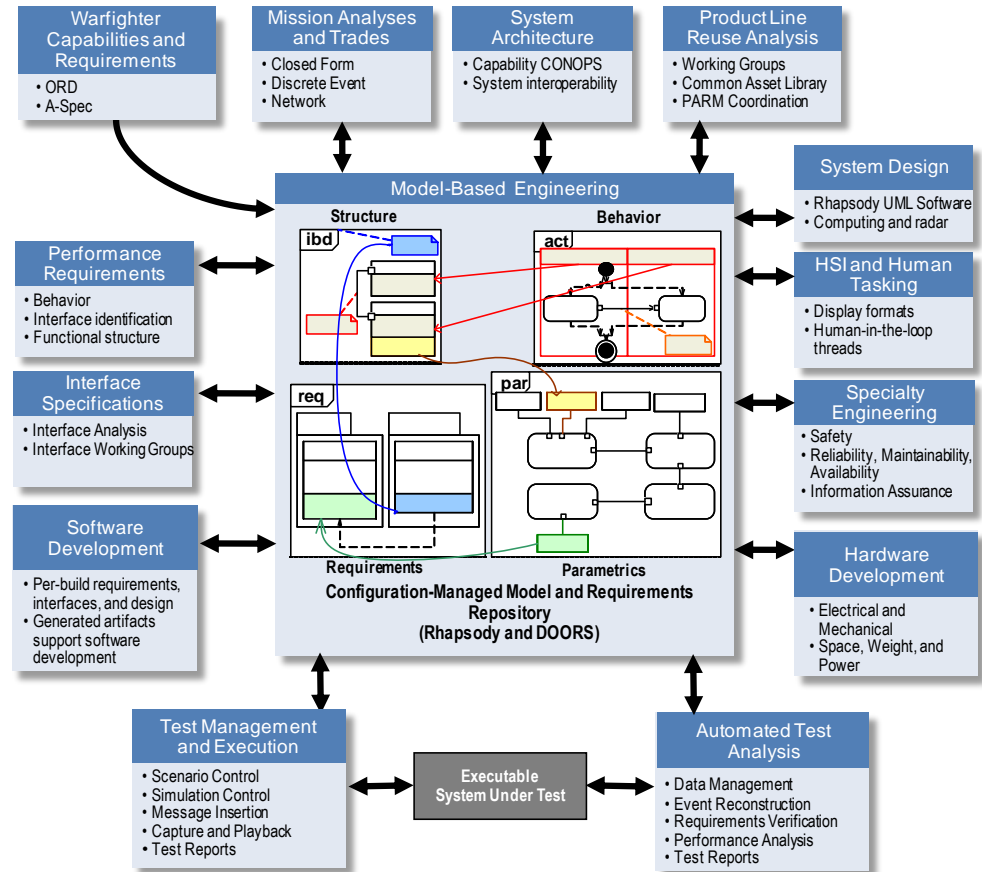 Warfighter
Capabilities and
Requirements
• ORD
• A-Spec
Mission Analyses
and Trades
• Closed Form
• Discrete Event
• Network
System
Architecture
• Capability CONOPS
• System interoperability
Product Line
Reuse Analysis
• Working Groups
• Common Asset Library
• PARM Coordination
System Design
• Rhapsody UML Software
• Computing and radar
Performance
Requirements
• Behavior
• Interface identification
• Functional structure
HSI and Human
Tasking
• Display formats
• Human-in-the-loop
threads
Interface
Specifications
• Interface Analysis
• Interface Working Groups
Specialty
Engineering
• Safety
• Reliability, Maintainability,
Availability
• Information Assurance
Software
Development
• Per-build requirements,
interfaces, and design
• Generated artifacts
support software
development
Hardware
Development
• Electrical and
Mechanical
• Space, Weight, and
Power
Model-Based Engineering
Structure
Behavior
ibd
act
req
par
Requirements
Parametrics
Configuration-Managed Model and Requirements
Repository
(Rhapsody and DOORS)
Test Management
and Execution
• Scenario Control
• Simulation Control
• Message Insertion
• Capture and Playback
• Test Reports
Executable
System Under Test
Automated Test
Analysis
• Data Management
• Event Reconstruction
• Requirements Verification
• Performance Analysis
• Test Reports